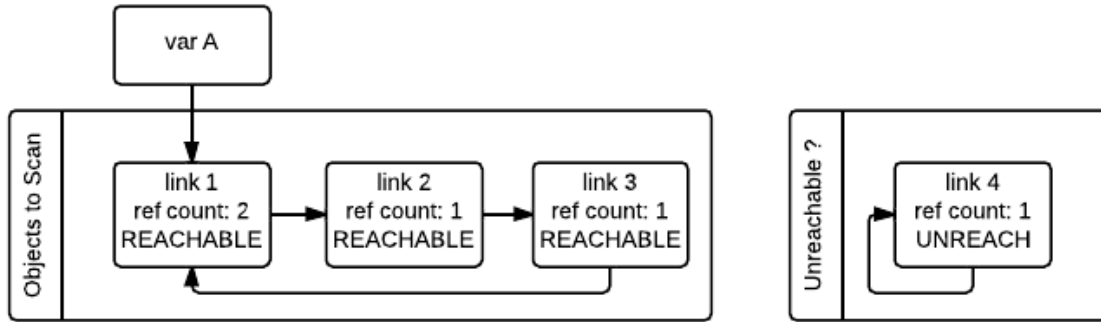 var A
Objects to Scan
link 1
ref count: 2
REACHABLE
link 2
ref count: 1
REACHABLE
link 3
ref count: 1
REACHABLE
Unreachable ?
link 4
ref count: 1
UNREACH